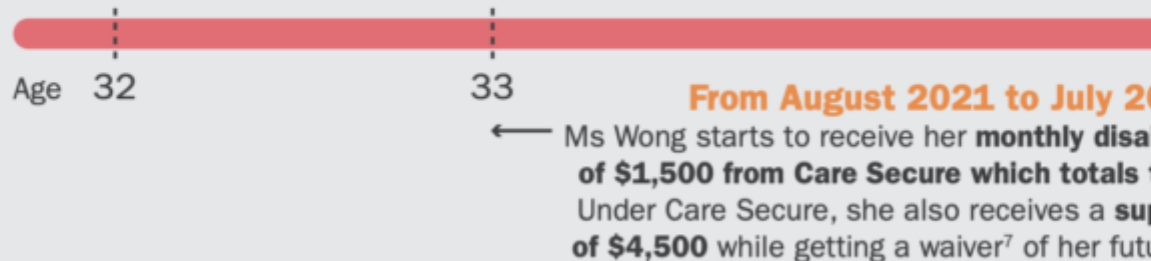 Age 32 33
From August 2021 to July
Ms Wong starts to receive her monthly
of $1,500 from Care Secure which totals
Under Care Secure, she also receives a
of $4,500 while getting a waiver⁷ of her